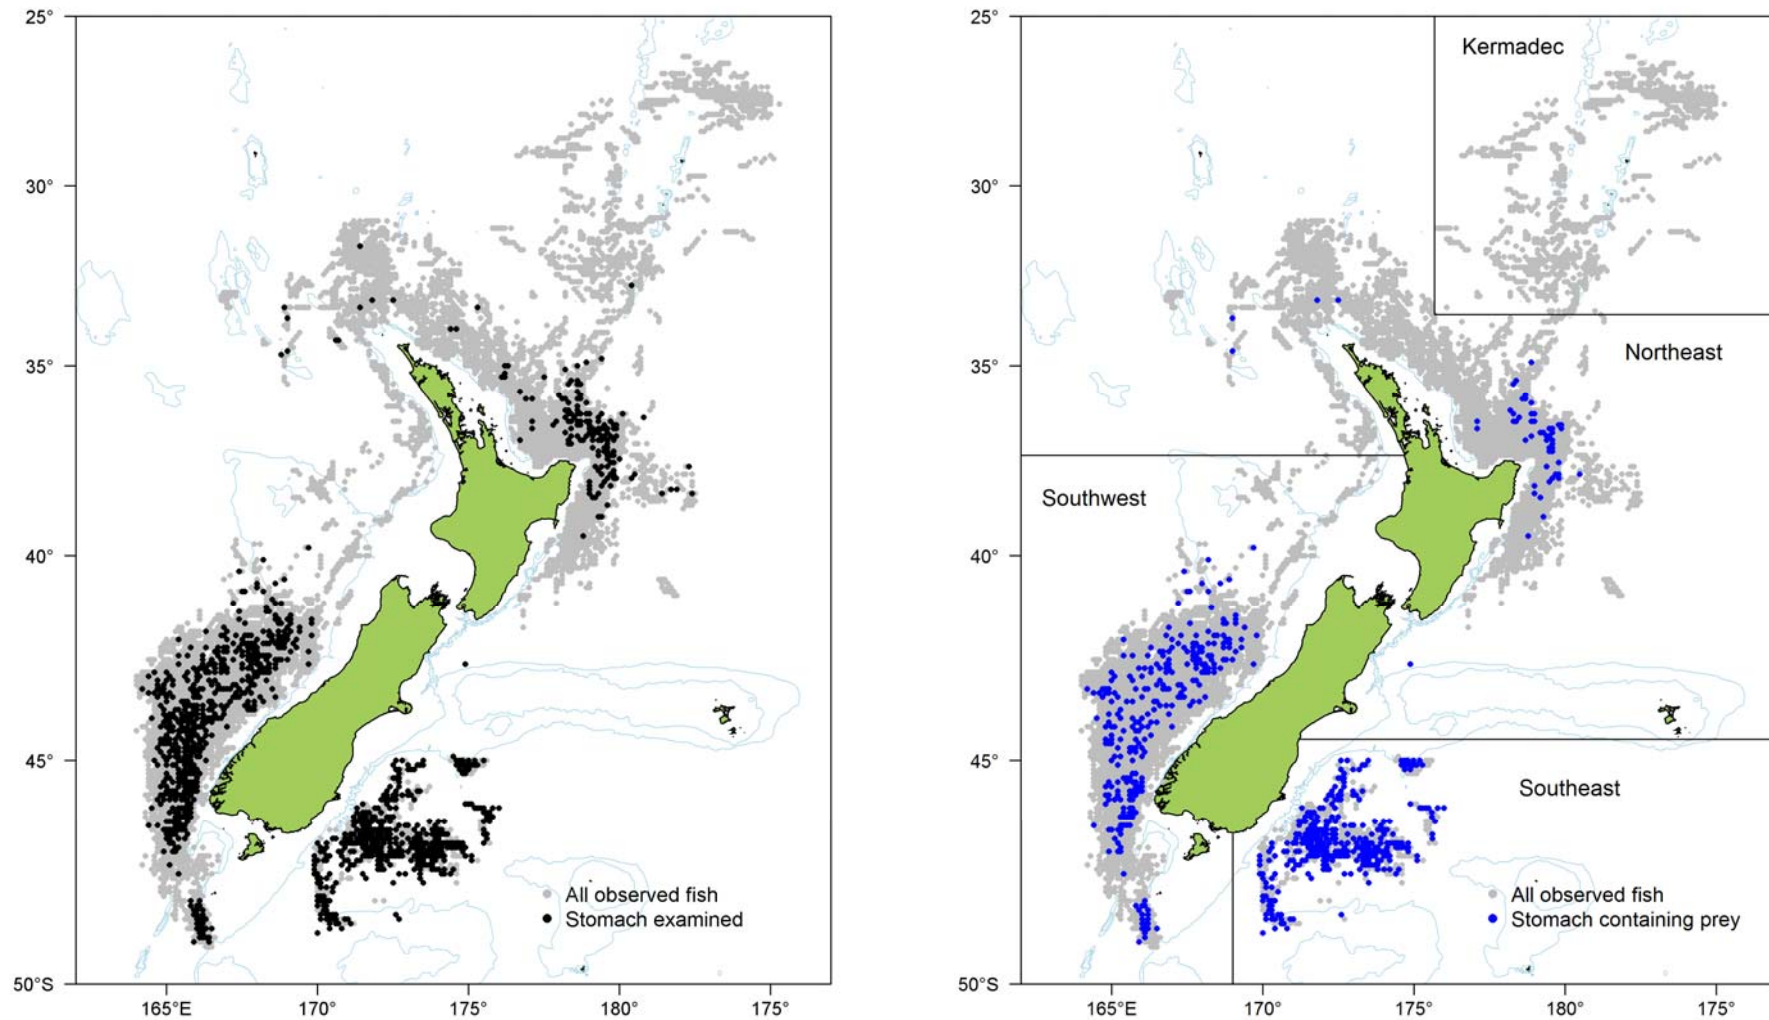 25°
30°
35°
40°
45°
50°S
165°E
170°
175°
180°
175°
All observed fish
Stomach examined
25°
30°
35°
40°
45°
50°S
165°E
170°
175°
180°
175°
Kermadec
Northeast
Southwest
Southeast
All observed fish
Stomach containing prey